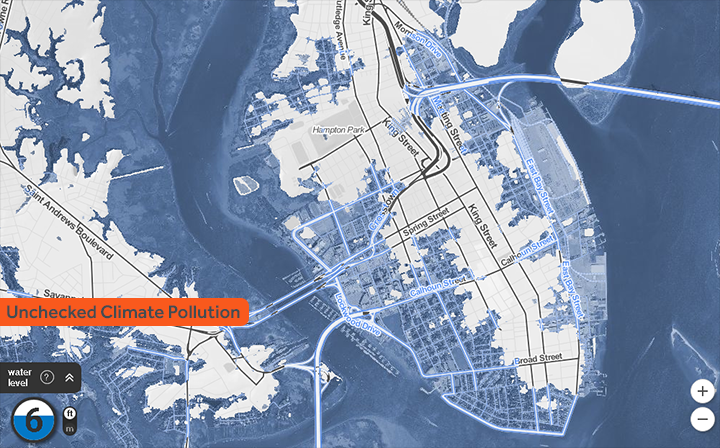 Morrison Drive
King Street
Rutledge Avenue
Hampton Park
Meeting Street
King Street
East Bay Street
Saint Andrews Boulevard
Spring Street
King Street
Calhoun Street
East Bay Street
Calhoun Street
Savanna
Unchecked Climate Pollution
Lockwood Drive
Broad Street
water
level
?
6
ft
m
+
−